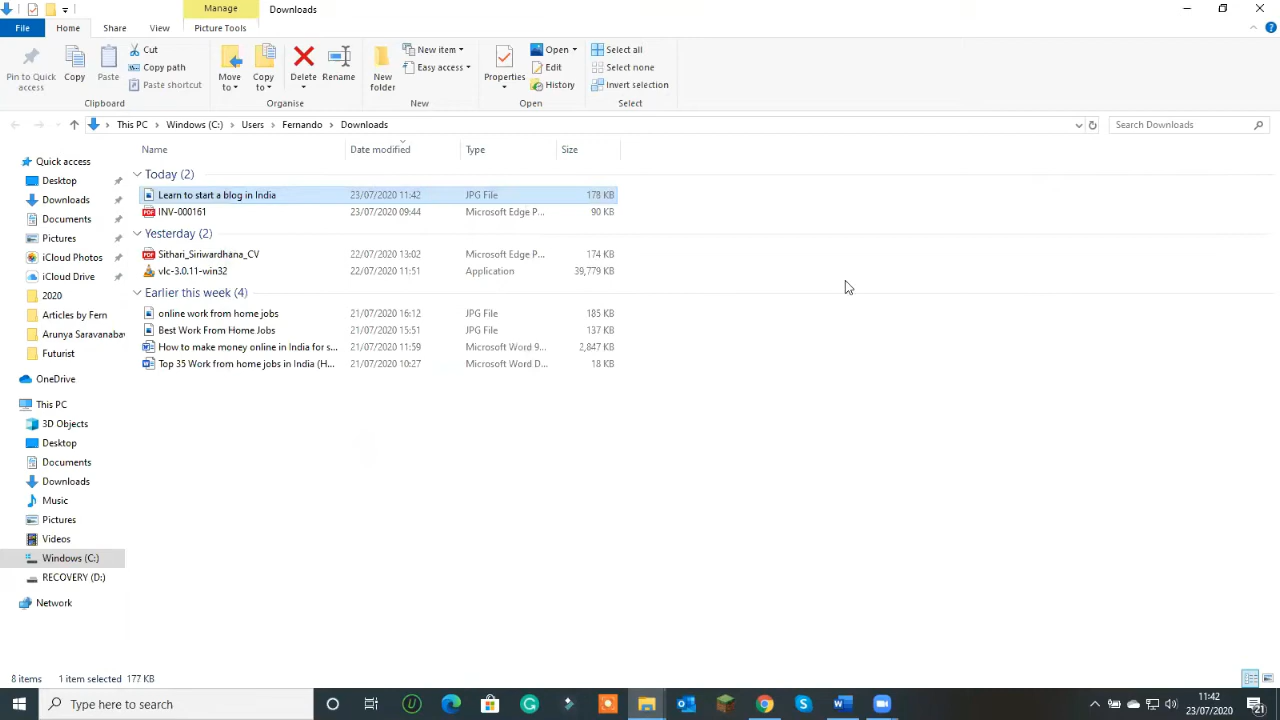 Manage
Downloads
File
Home
Share
View
Picture Tools
Pin to Quick access
Copy
Paste
Cut
Copy path
Paste shortcut
Clipboard
Move to
Copy to
Delete
Rename
Organise
New folder
New item
Easy access
New
Properties
Open
Edit
History
Open
Select all
Select none
Invert selection
Select
This PC > Windows (C:) > Users > Fernando > Downloads
Search Downloads
Name Date modified Type Size
Today (2)
Learn to start a blog in India 23/07/2020 11:42 JPG File 178 KB
INV-000161 23/07/2020 09:44 Microsoft Edge P... 90 KB
Yesterday (2)
Sithari_Siriwardhana_CV 22/07/2020 13:02 Microsoft Edge P... 174 KB
vlc-3.0.11-win32 22/07/2020 11:51 Application 39,779 KB
Earlier this week (4)
online work from home jobs 21/07/2020 16:12 JPG File 185 KB
Best Work From Home Jobs 21/07/2020 15:51 JPG File 137 KB
How to make money online in India for s... 21/07/2020 11:59 Microsoft Word 9... 2,847 KB
Top 35 Work from home jobs in India (H... 21/07/2020 10:27 Microsoft Word D... 18 KB
Quick access
Desktop
Downloads
Documents
Pictures
iCloud Photos
iCloud Drive
2020
Articles by Fern
Arunya Saravanaba
Futurist
OneDrive
This PC
3D Objects
Desktop
Documents
Downloads
Music
Pictures
Videos
Windows (C:)
RECOVERY (D:)
Network
8 items 1 item selected 177 KB
Type here to search
11:42
23/07/2020
21